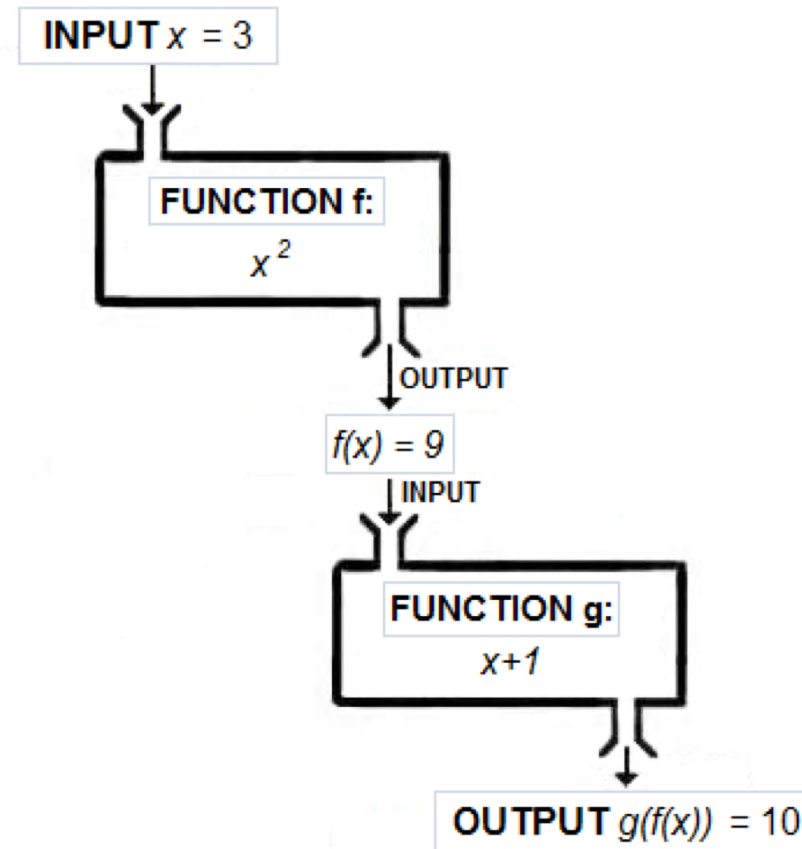 INPUT x = 3
FUNCTION f:
x²
OUTPUT
f(x) = 9
INPUT
FUNCTION g:
x+1
OUTPUT g(f(x)) = 10